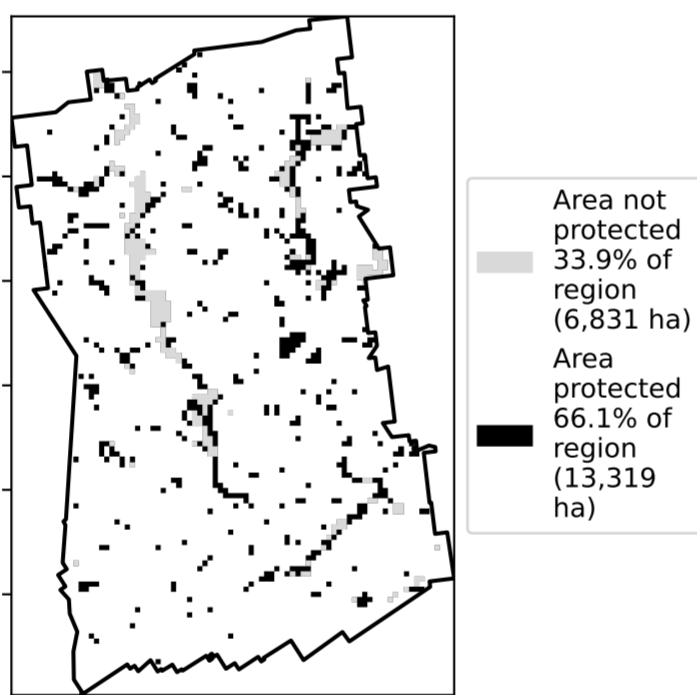 Area not
protected
33.9% of
region
(6,831 ha)
Area
protected
66.1% of
region
(13,319
ha)